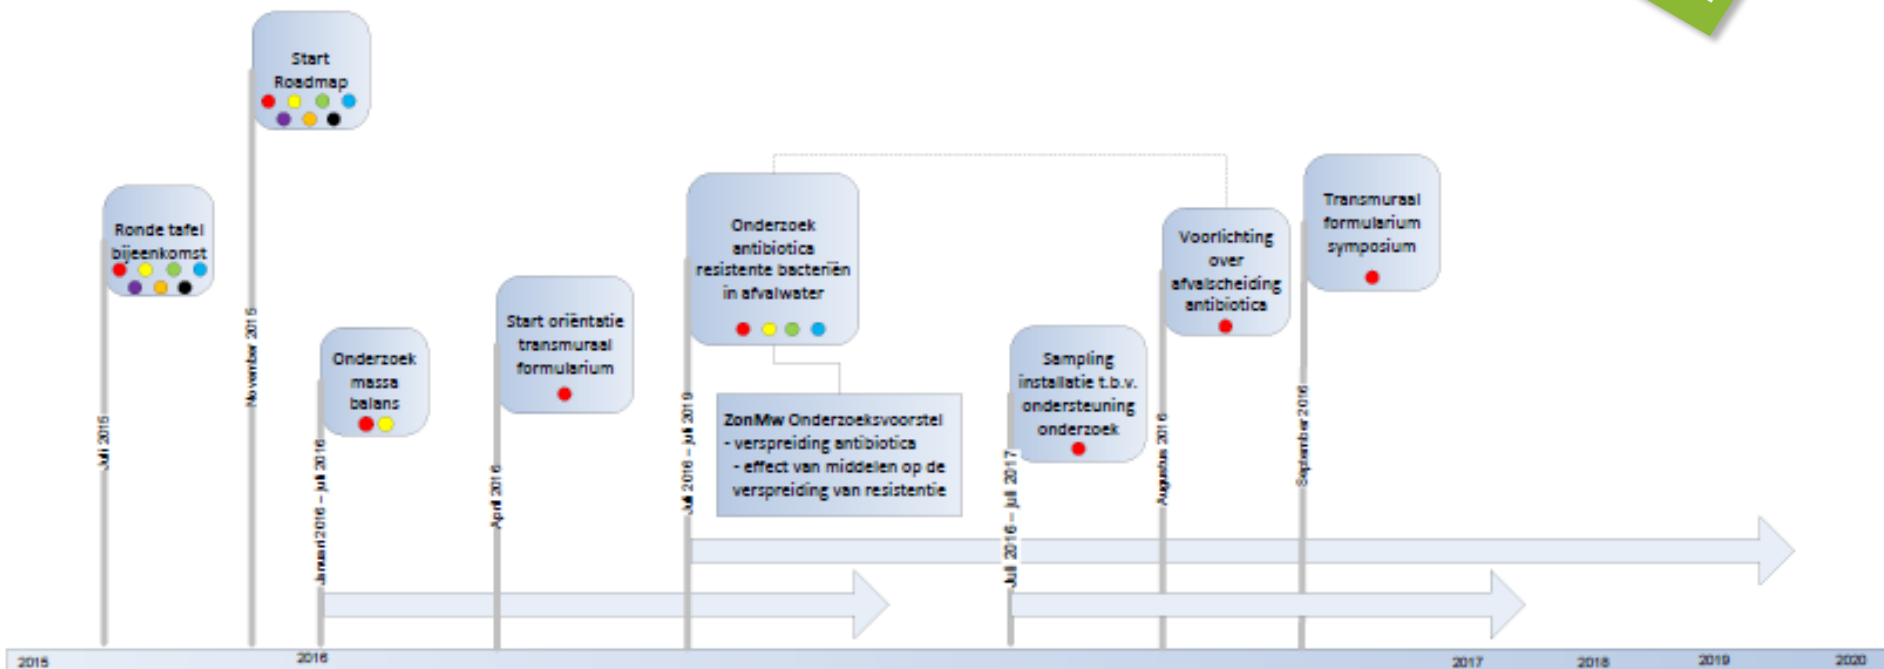 Start
Roadmap
Ronde tafel
bijeenkomst
Onderzoek
massa
balans
Start oriëntatie
transmuraal
formularium
Onderzoek
antibiotica
resistente bacteriën
in afvalwater
ZonMw Onderzoeksvoorstel
- verspreiding antibiotica
- effect van middelen op de
verspreiding van resistentie
Sampling
installatie t.b.v.
ondersteuning
onderzoek
Voorlichting
over
afvalscheiding
antibiotica
Transmuraal
formularium
symposium
Juli 2015
November 2015
Januari 2016 – juli 2016
April 2016
Juli 2016 – juli 2019
Juli 2016 – juli 2017
Augustus 2016
September 2016
2015
2016
2017
2018
2019
2020